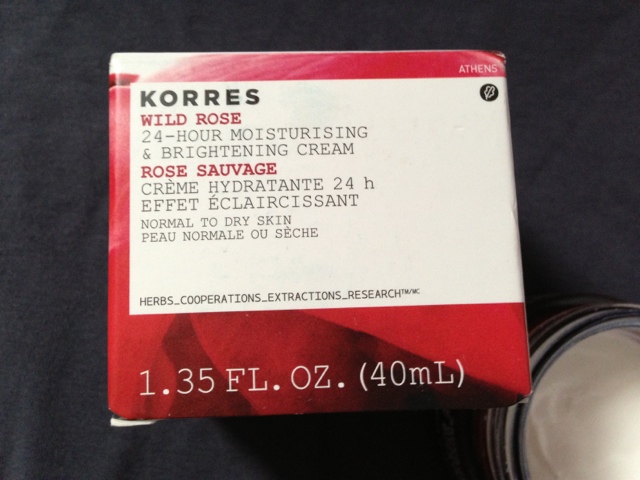 ATHENS
KORRES
WILD ROSE
24-HOUR MOISTURISING
& BRIGHTENING CREAM
ROSE SAUVAGE
CRÈME HYDRATANTE 24 h
EFFET ÉCLAIRCISSANT
NORMAL TO DRY SKIN
PEAU NORMALE OU SÈCHE
HERBS_COOPERATIONS_EXTRACTIONS_RESEARCH™/MC
1.35 FL. OZ. (40mL)